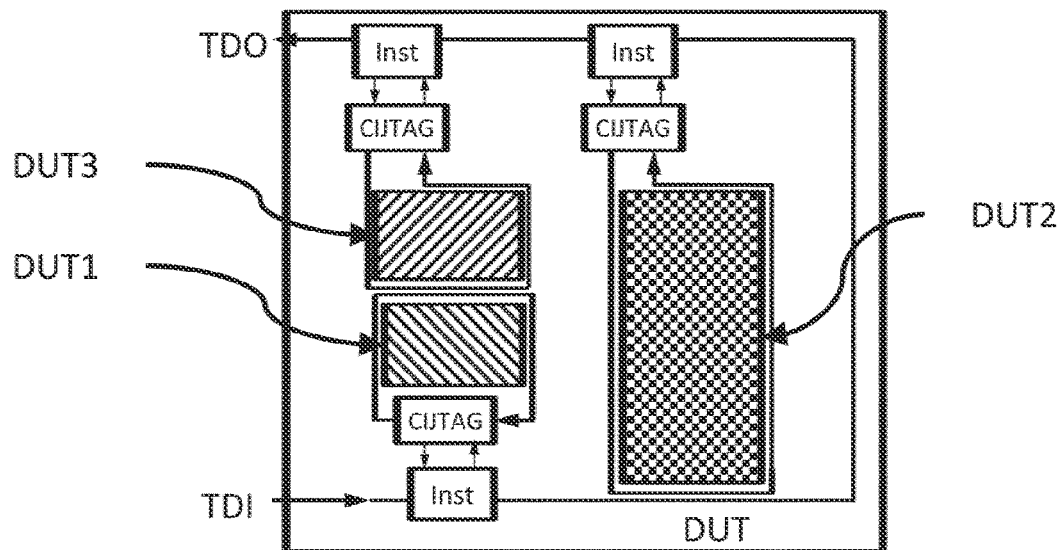 TDO
Inst
Inst
CIJTAG
CIJTAG
DUT3
DUT2
DUT1
CIJTAG
Inst
TDI
DUT